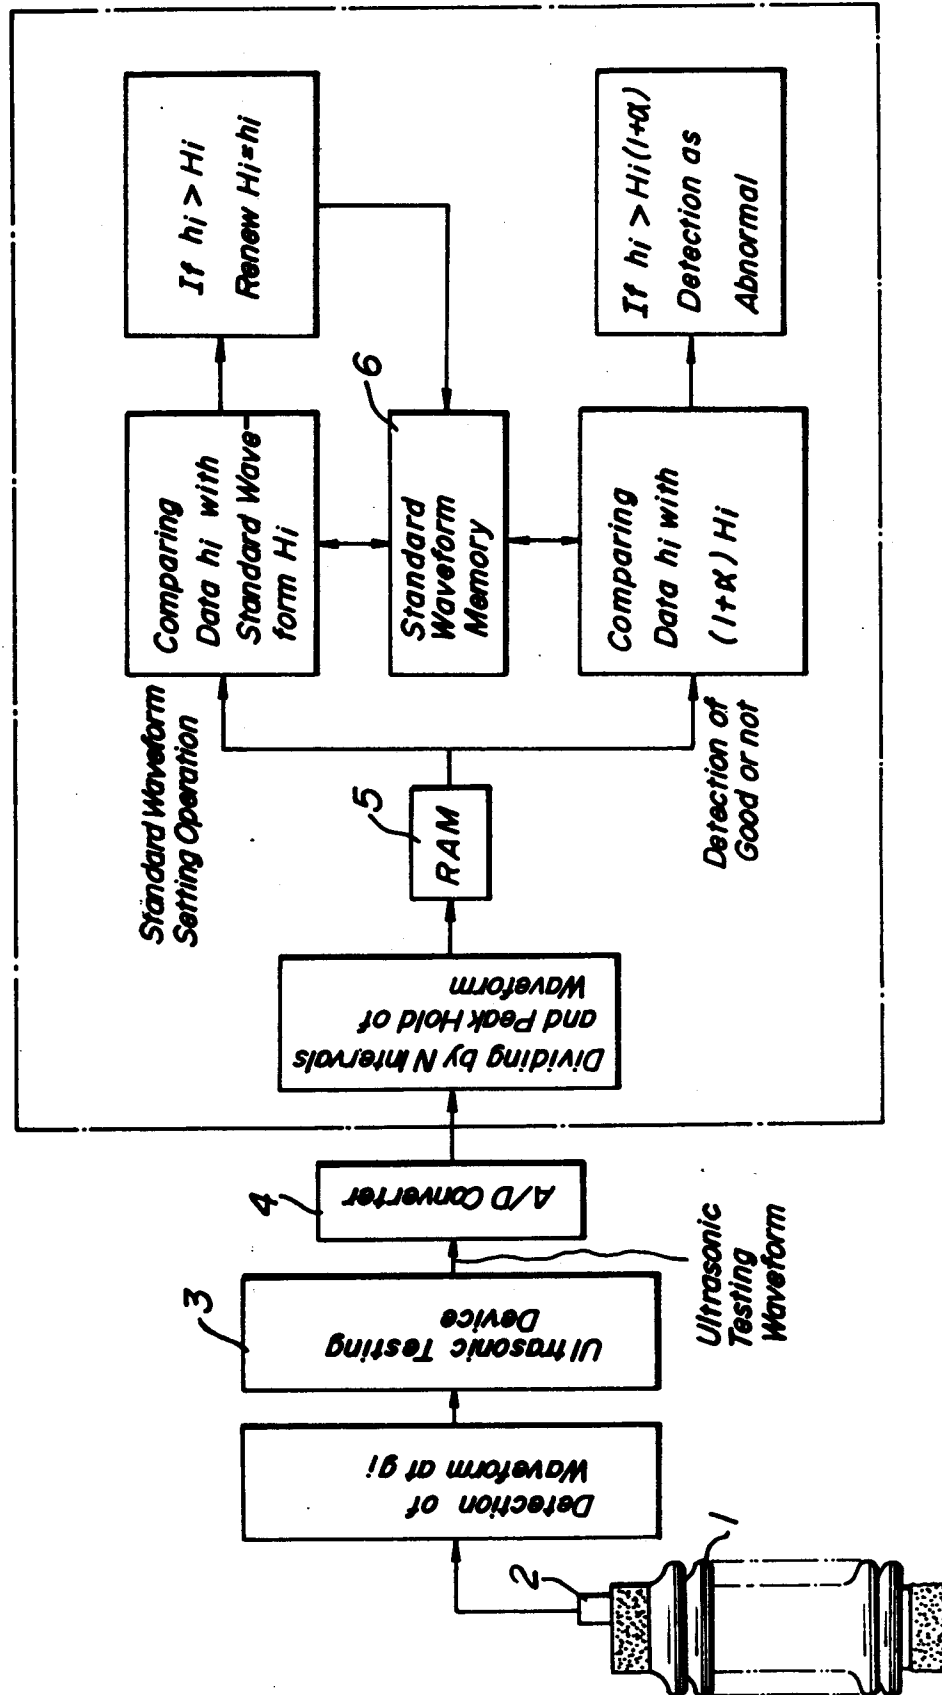 1
2
Detection of
Waveform at gi
3
Ultrasonic Testing
Device
Ultrasonic
Testing
Waveform
4
A/D Converter
Dividing by N Intervals
and Peak Hold of
Waveform
5
RAM
Standard Waveform
Setting Operation
Comparing
Data hi with
Standard Wave-
form Hi
If hi > Hi
Renew Hi=hi
6
Standard
Waveform
Memory
Detection of
Good or not
Comparing
Data hi with
(1+α) Hi
If hi > Hi(1+α)
Detection as
Abnormal